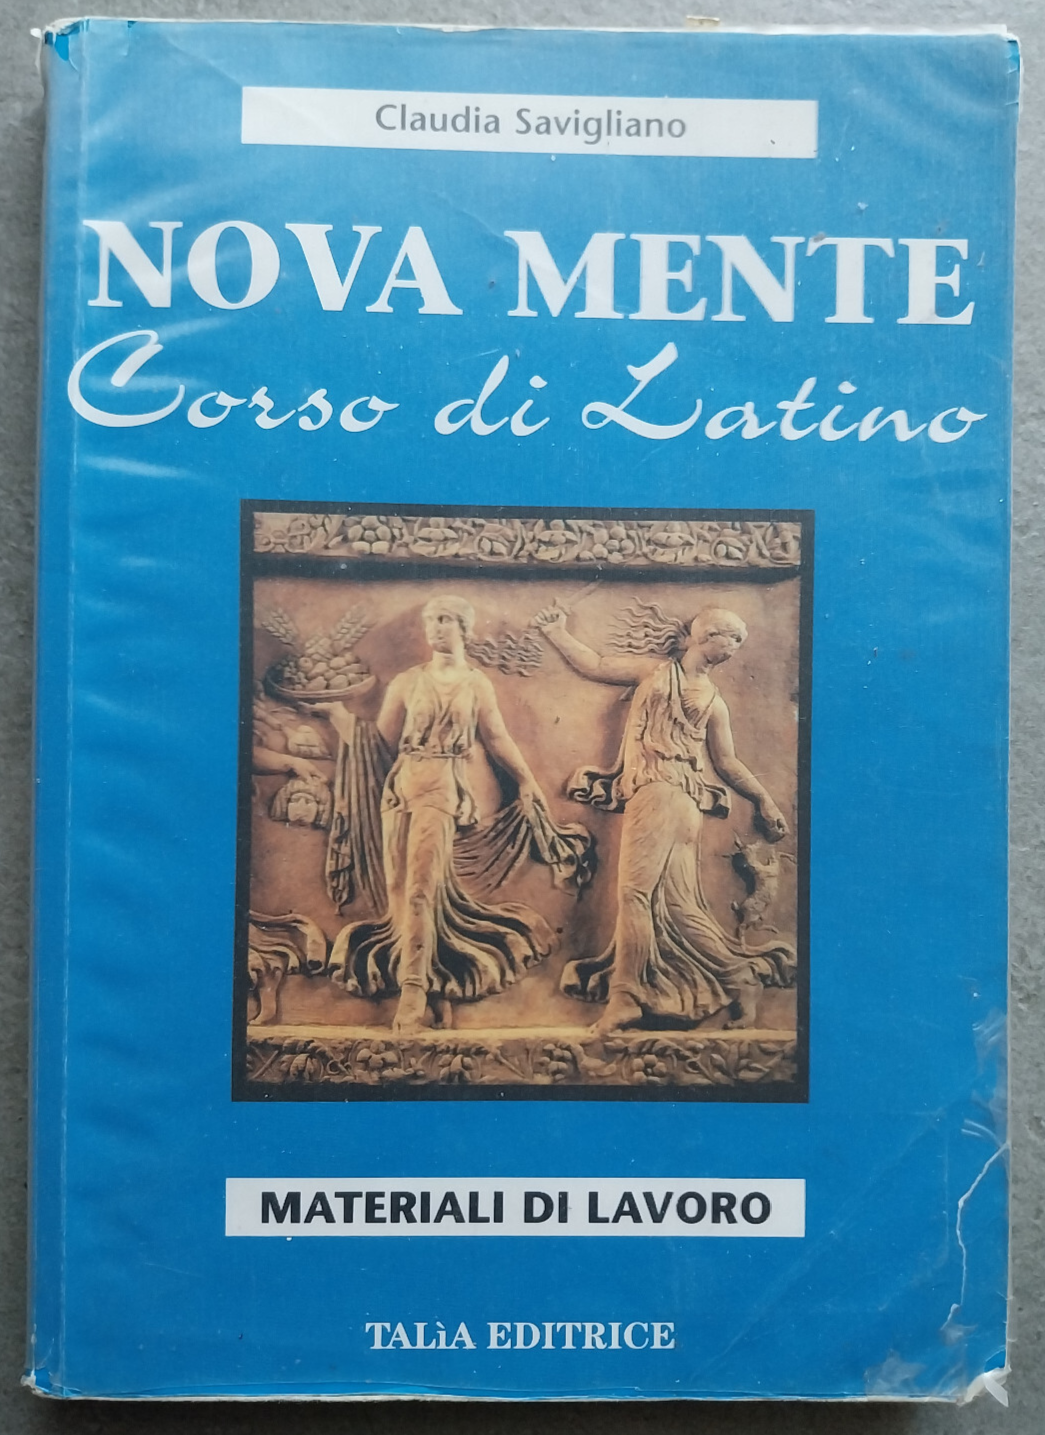 Claudia Savigliano
NOVA MENTE
Corso di Latino
MATERIALI DI LAVORO
TALìA EDITRICE